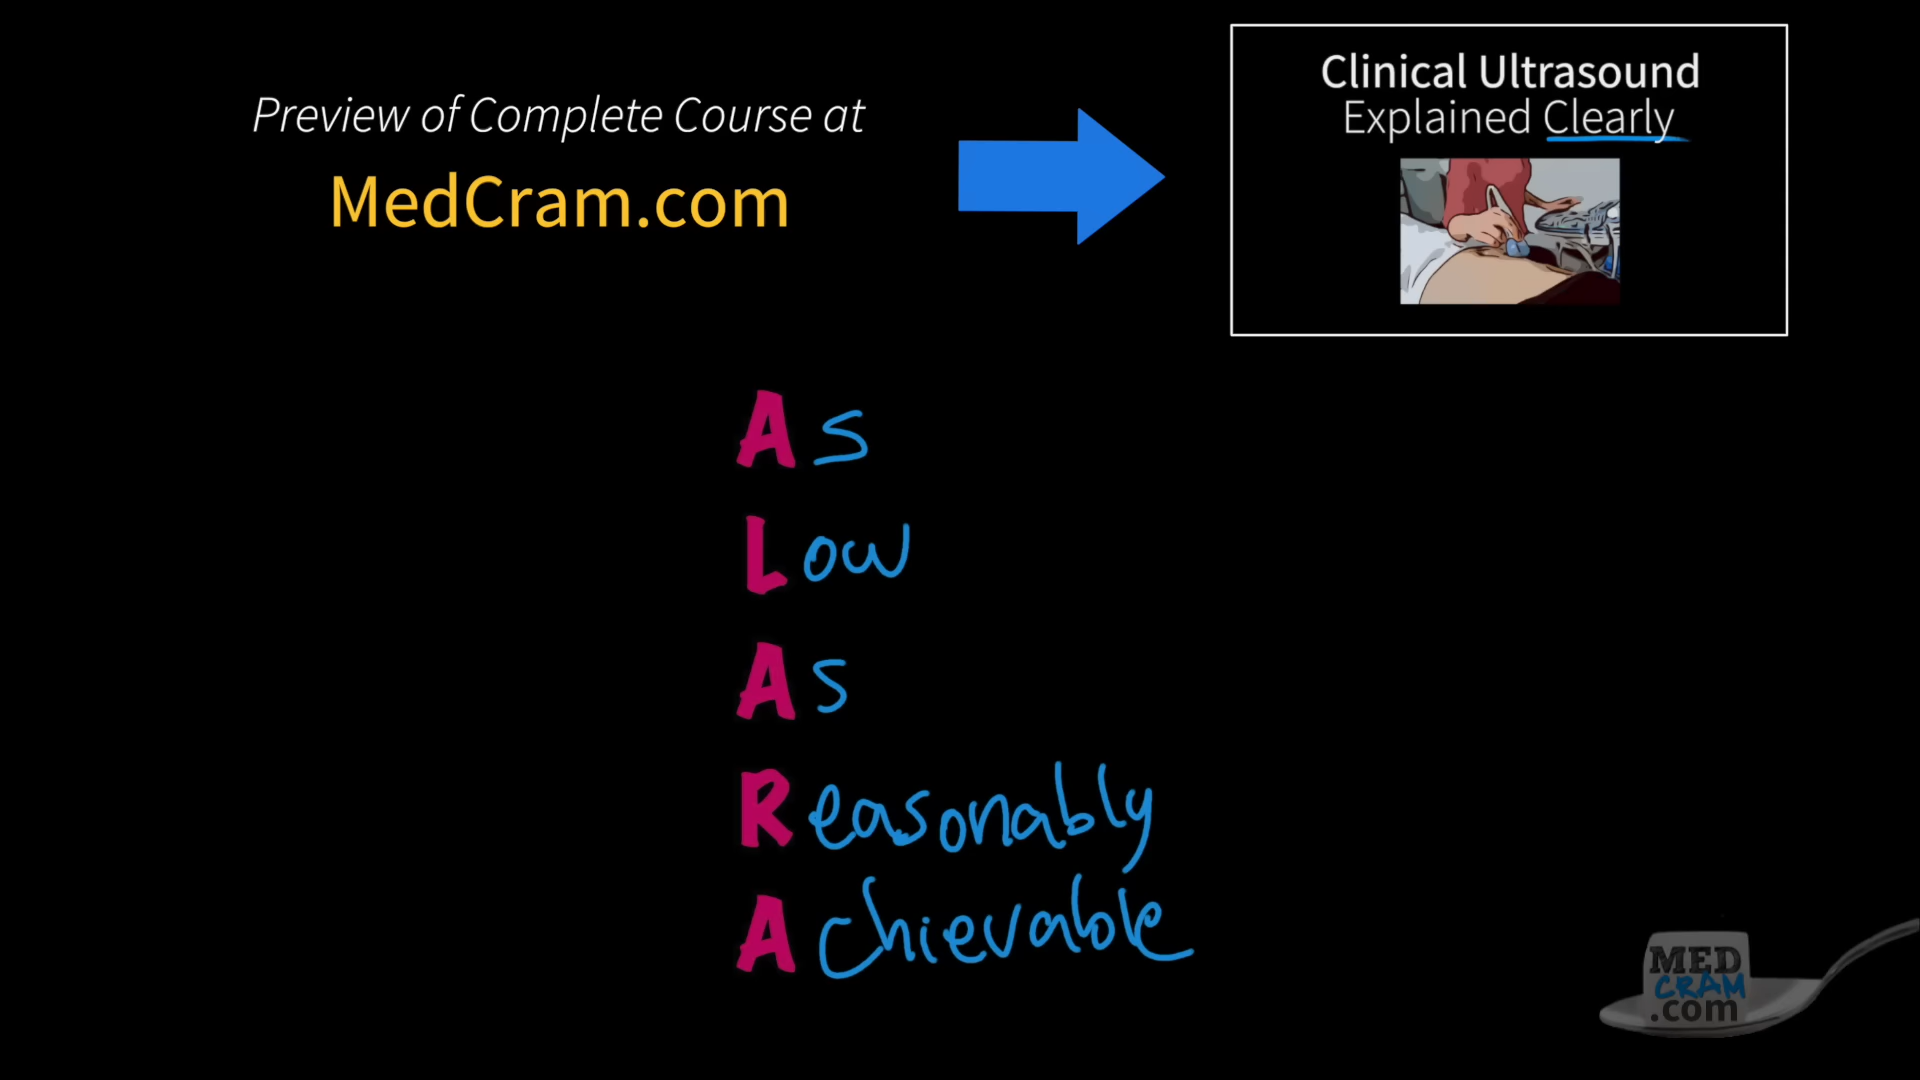 Preview of Complete Course at
MedCram.com
Clinical Ultrasound
Explained Clearly
As
Low
As
Reasonably
Achievable
MED
CRAM
.com